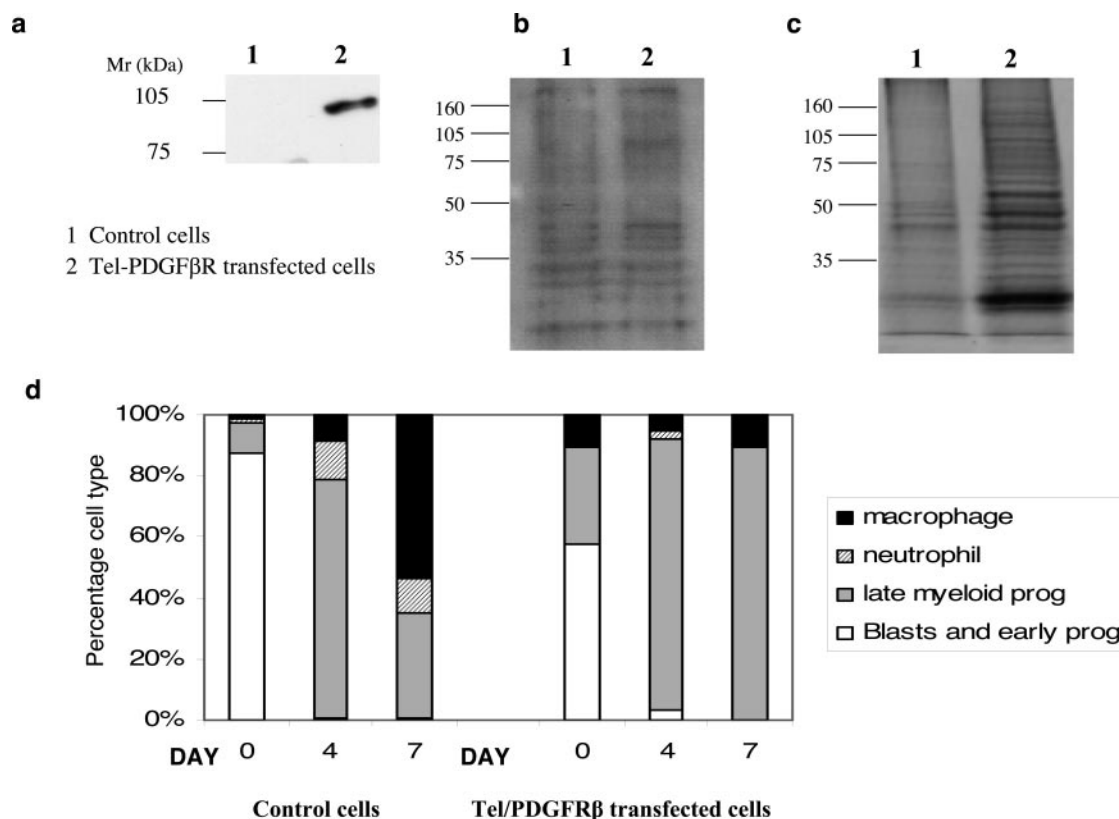 a
1 2
Mr (kDa)
105
75
1 Control cells
2 Tel-PDGFβR transfected cells
b
1 2
160
105
75
50
35
c
1 2
160
105
75
50
35
d
Percentage cell type
100%
80%
60%
40%
20%
0%
DAY 0 4 7 DAY 0 4 7
Control cells Tel/PDGFRβ transfected cells
macrophage
neutrophil
late myeloid prog
Blasts and early prog